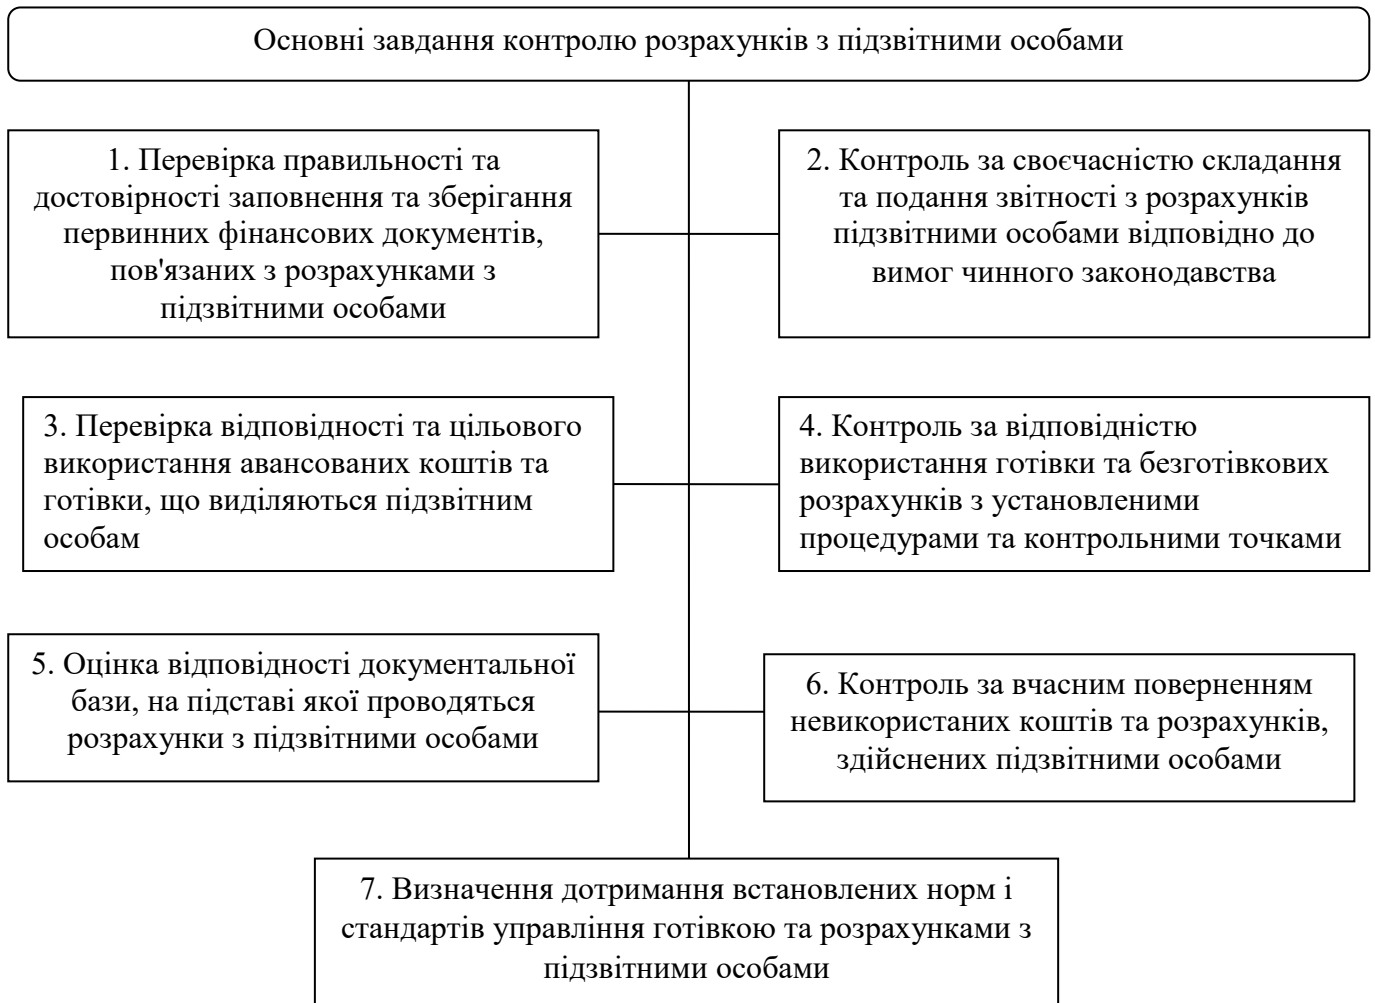 Основні завдання контролю розрахунків з підзвітними особами
1. Перевірка правильності та
достовірності заповнення та зберігання
первинних фінансових документів,
пов'язаних з розрахунками з
підзвітними особами
2. Контроль за своєчасністю складання
та подання звітності з розрахунків
підзвітними особами відповідно до
вимог чинного законодавства
3. Перевірка відповідності та цільового
використання авансованих коштів та
готівки, що виділяються підзвітним
особам
4. Контроль за відповідністю
використання готівки та безготівкових
розрахунків з установленими
процедурами та контрольними точками
5. Оцінка відповідності документальної
бази, на підставі якої проводяться
розрахунки з підзвітними особами
6. Контроль за вчасним поверненням
невикористаних коштів та розрахунків,
здійснених підзвітними особами
7. Визначення дотримання встановлених норм і
стандартів управління готівкою та розрахунками з
підзвітними особами